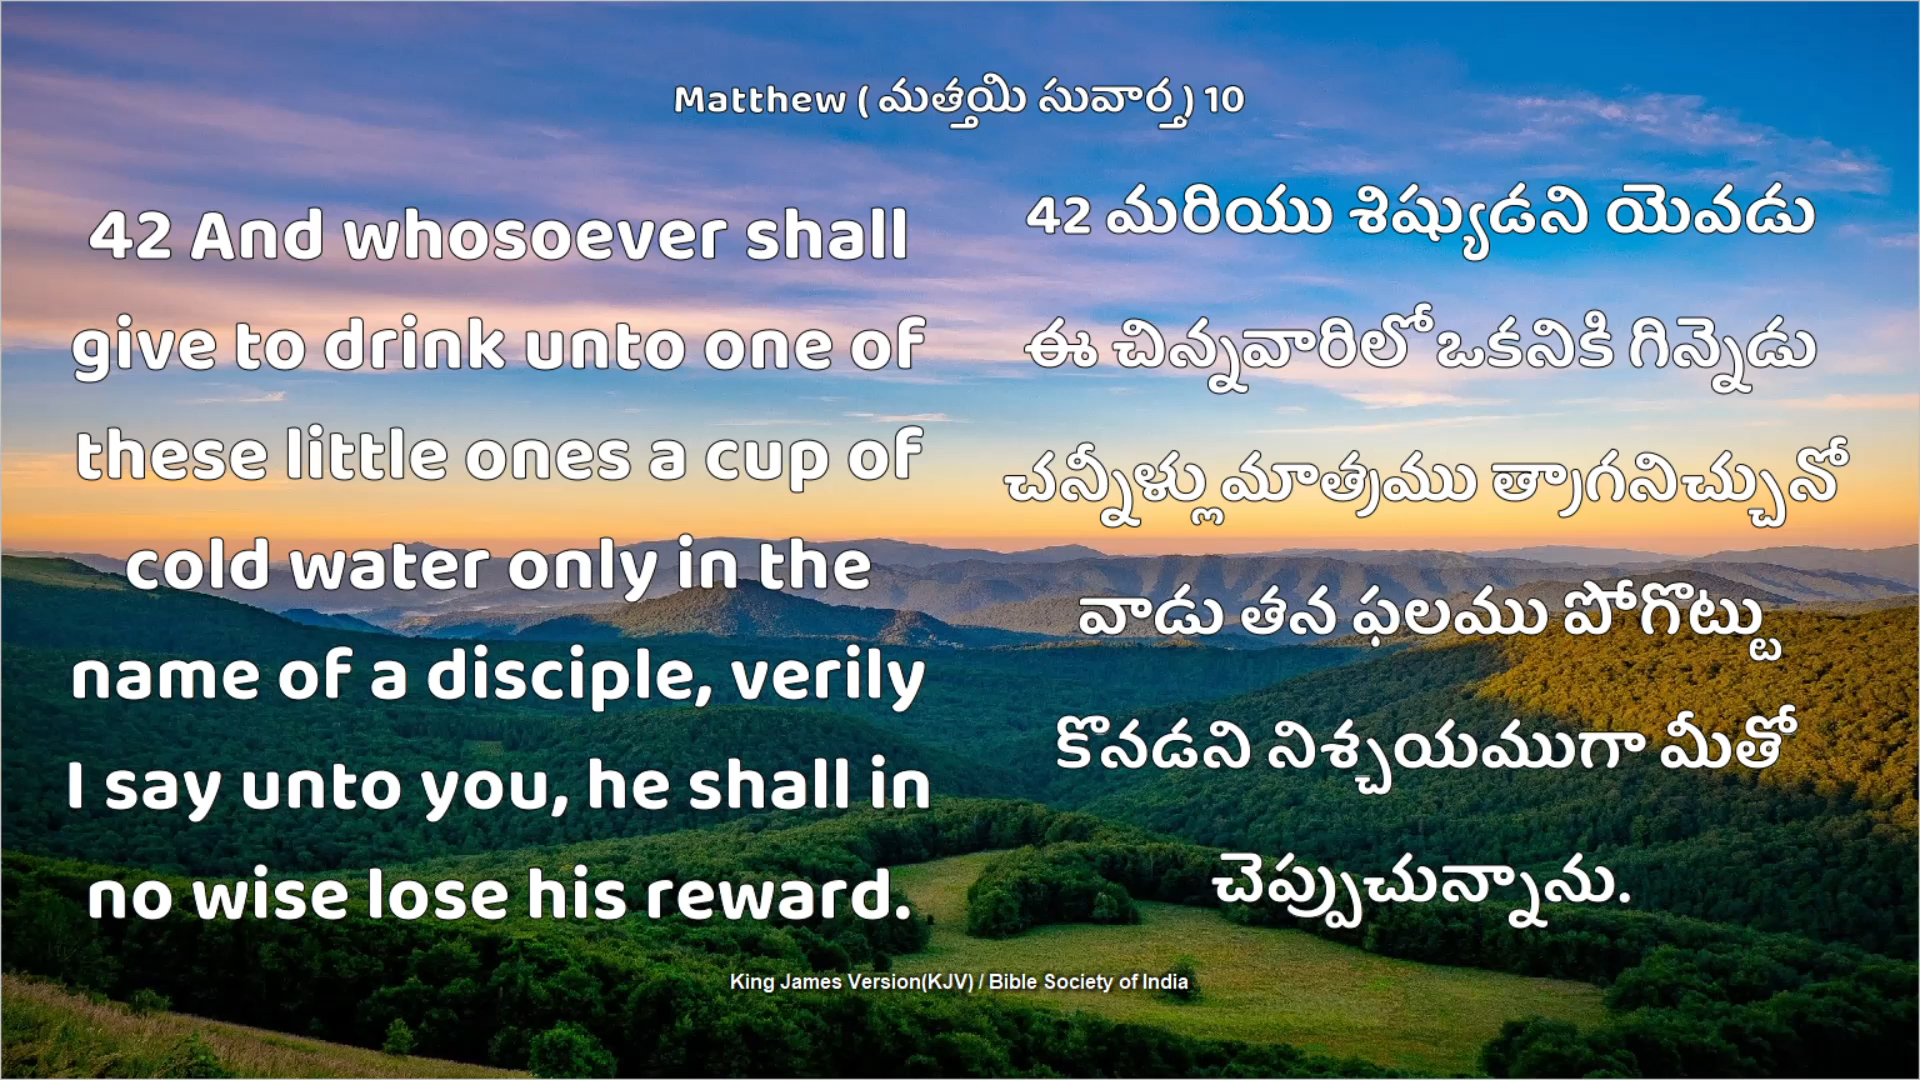 Matthew ( మత్తయి సువార్త ) 10
42 And whosoever shall
give to drink unto one of
these little ones a cup of
cold water only in the
name of a disciple, verily
I say unto you, he shall in
no wise lose his reward.
42 మరియు శిష్యుడని యెవడు
ఈ చిన్నవారిలో ఒకనికి గిన్నెడు
చన్నీళ్లు మాత్రము త్రాగనిచ్చునో
వాడు తన ఫలము పోగొట్టు
కొనడని నిశ్చయముగా మీతో
చెప్పుచున్నాను.
King James Version(KJV) / Bible Society of India